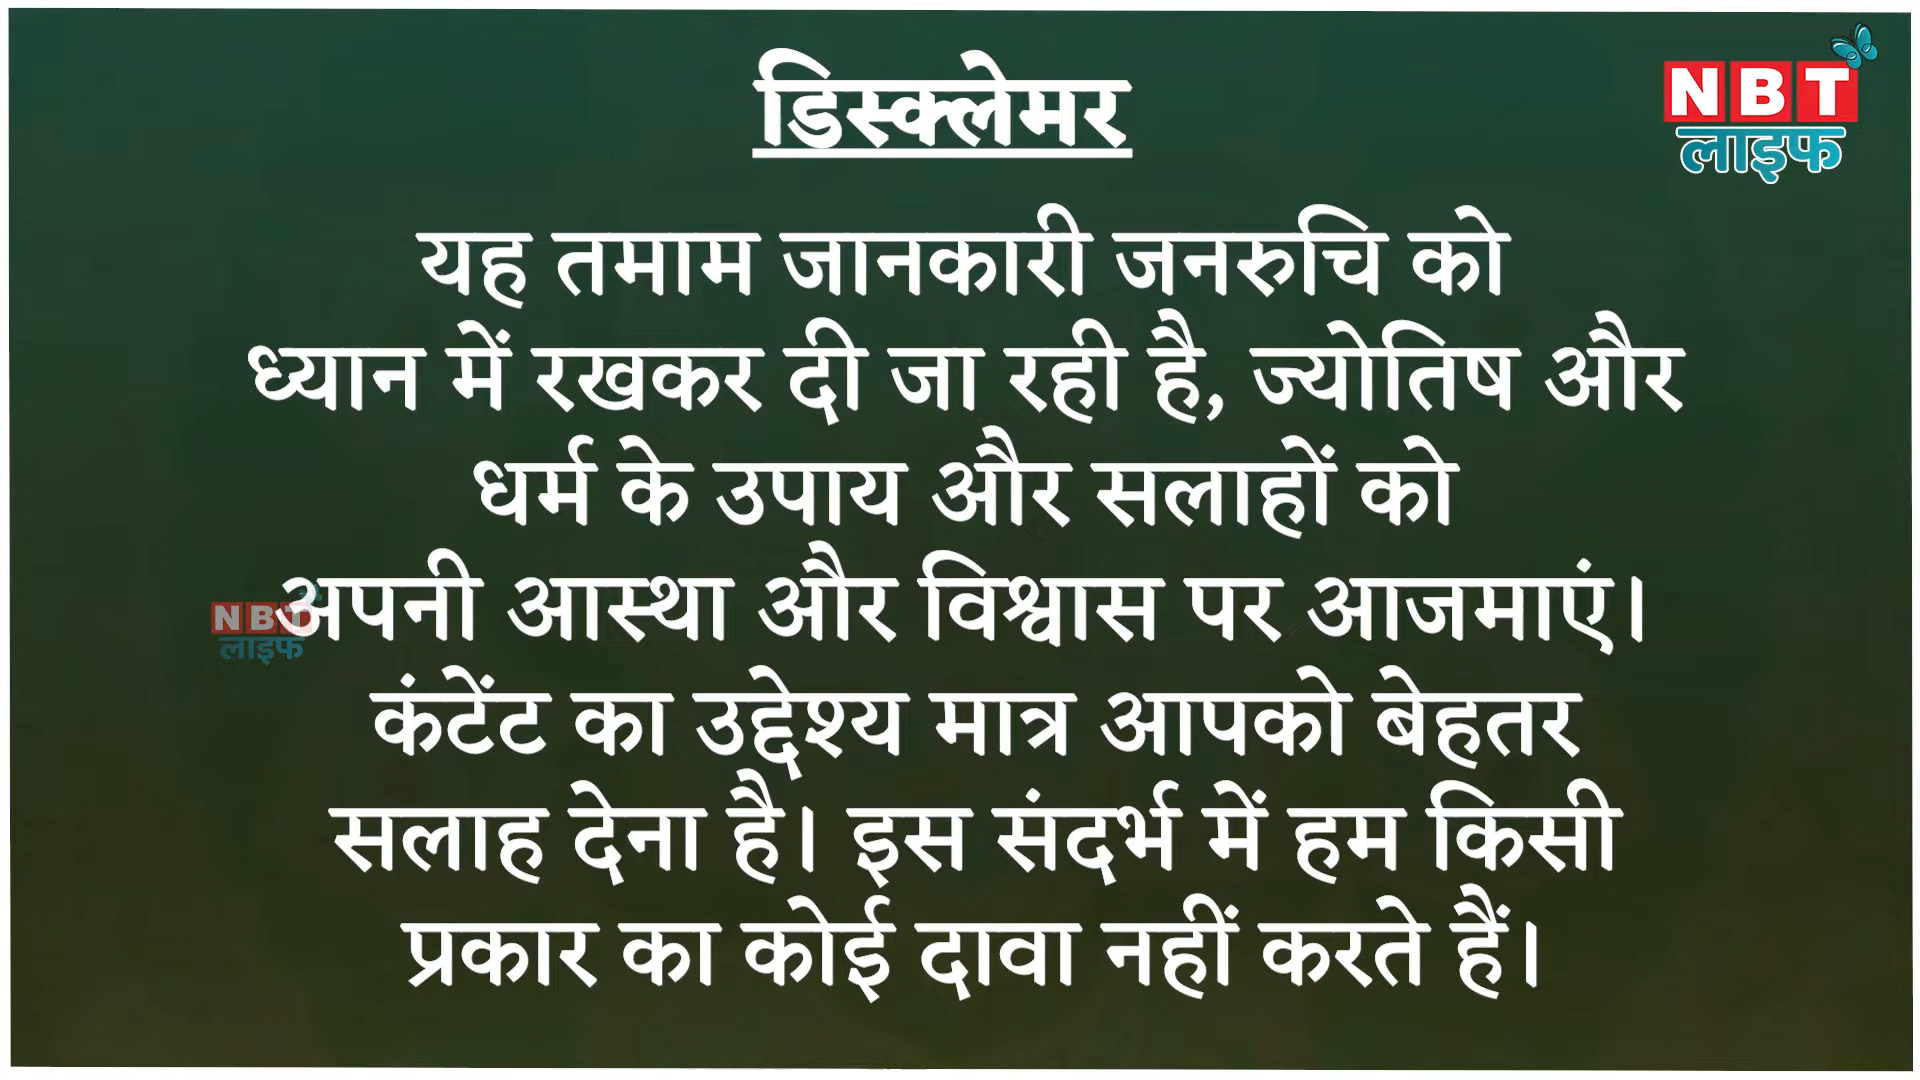 डिस्क्लेमर
NBT
लाइफ
यह तमाम जानकारी जनरुचि को
ध्यान में रखकर दी जा रही है, ज्योतिष और
धर्म के उपाय और सलाहों को
अपनी आस्था और विश्वास पर आजमाएं।
NBT
लाइफ
कंटेंट का उद्देश्य मात्र आपको बेहतर
सलाह देना है। इस संदर्भ में हम किसी
प्रकार का कोई दावा नहीं करते हैं।